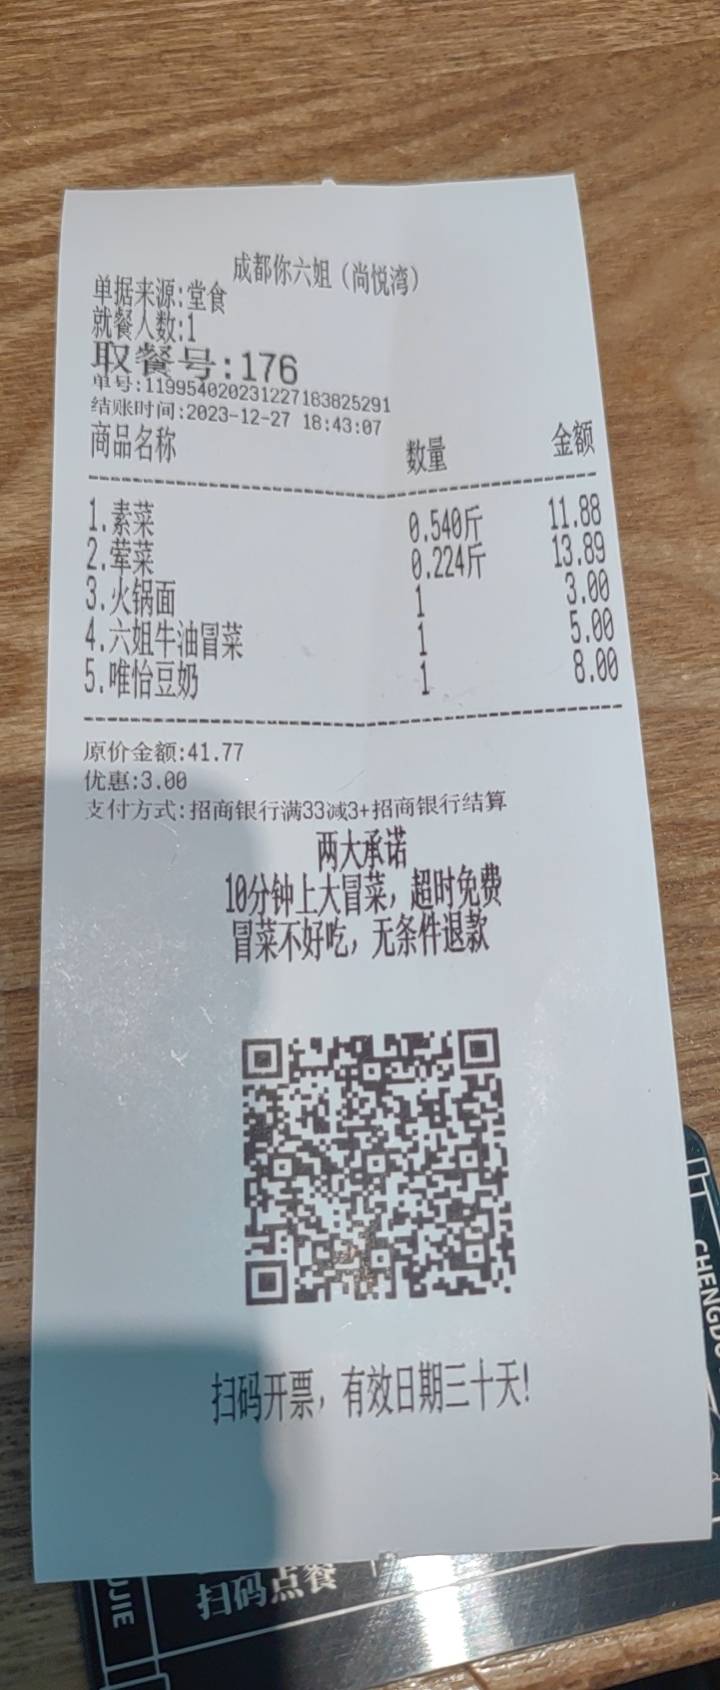 成都你六姐（尚悦湾）
单据来源:堂食
就餐人数:1
取餐号:176
单号:119954020231227183825291
结账时间:2023-12-27 18:43:07
商品名称 数量 金额
1.素菜 0.540斤 11.88
2.荤菜 0.224斤 13.89
3.火锅面 1 3.00
4.六姐牛油冒菜 1 5.00
5.唯怡豆奶 1 8.00
原价金额:41.77
优惠:3.00
支付方式:招商银行满33减3+招商银行结算
两大承诺
10分钟上大冒菜，超时免费
冒菜不好吃，无条件退款
扫码开票，有效日期三十天!
扫码点餐